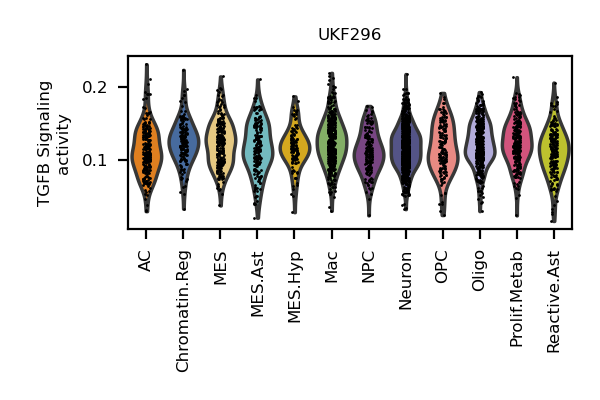 UKF296
TGFB Signaling
activity
0.2
0.1
AC
Chromatin.Reg
MES
MES.Ast
MES.Hyp
Mac
NPC
Neuron
OPC
Oligo
Prolif.Metab
Reactive.Ast